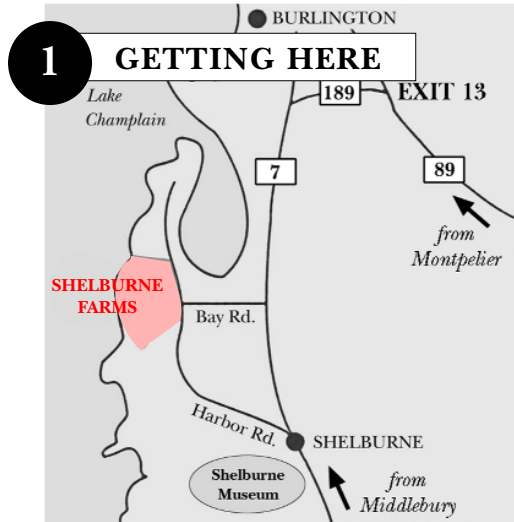 BURLINGTON
1
GETTING HERE
Lake
Champlain
189
EXIT 13
7
89
from
Montpelier
SHELBURNE
FARMS
Bay Rd.
Harbor Rd.
SHELBURNE
Shelburne
Museum
from
Middlebury